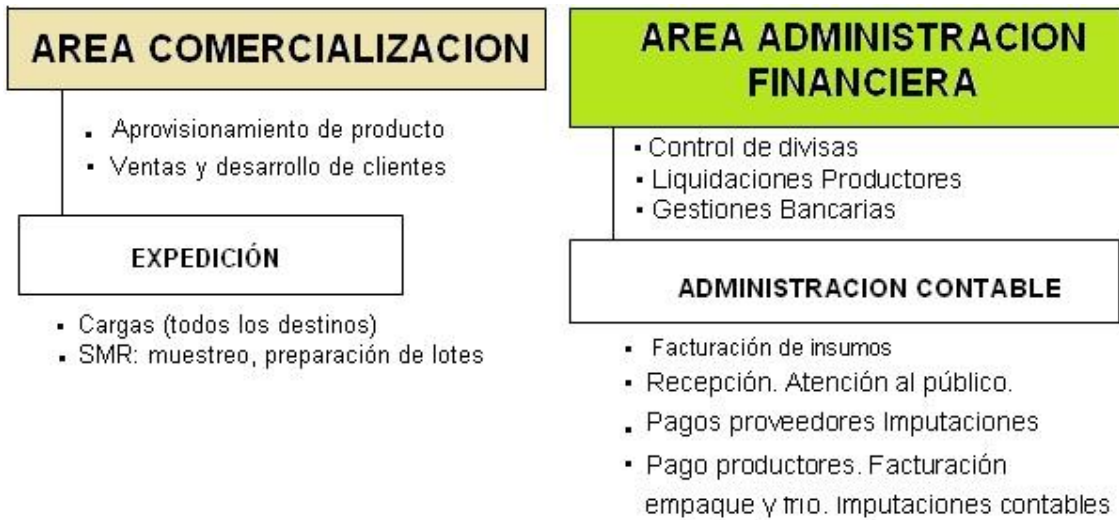 AREA COMERCIALIZACION
• Aprovisionamiento de producto
• Ventas y desarrollo de clientes
EXPEDICIÓN
• Cargas (todos los destinos)
• SMR: muestreo, preparación de lotes
AREA ADMINISTRACION
FINANCIERA
• Control de divisas
• Liquidaciones Productores
• Gestiones Bancarias
ADMINISTRACION CONTABLE
• Facturación de insumos
• Recepción. Atención al público.
• Pagos proveedores Imputaciones
• Pago productores. Facturación
empaque y frio. Imputaciones contables